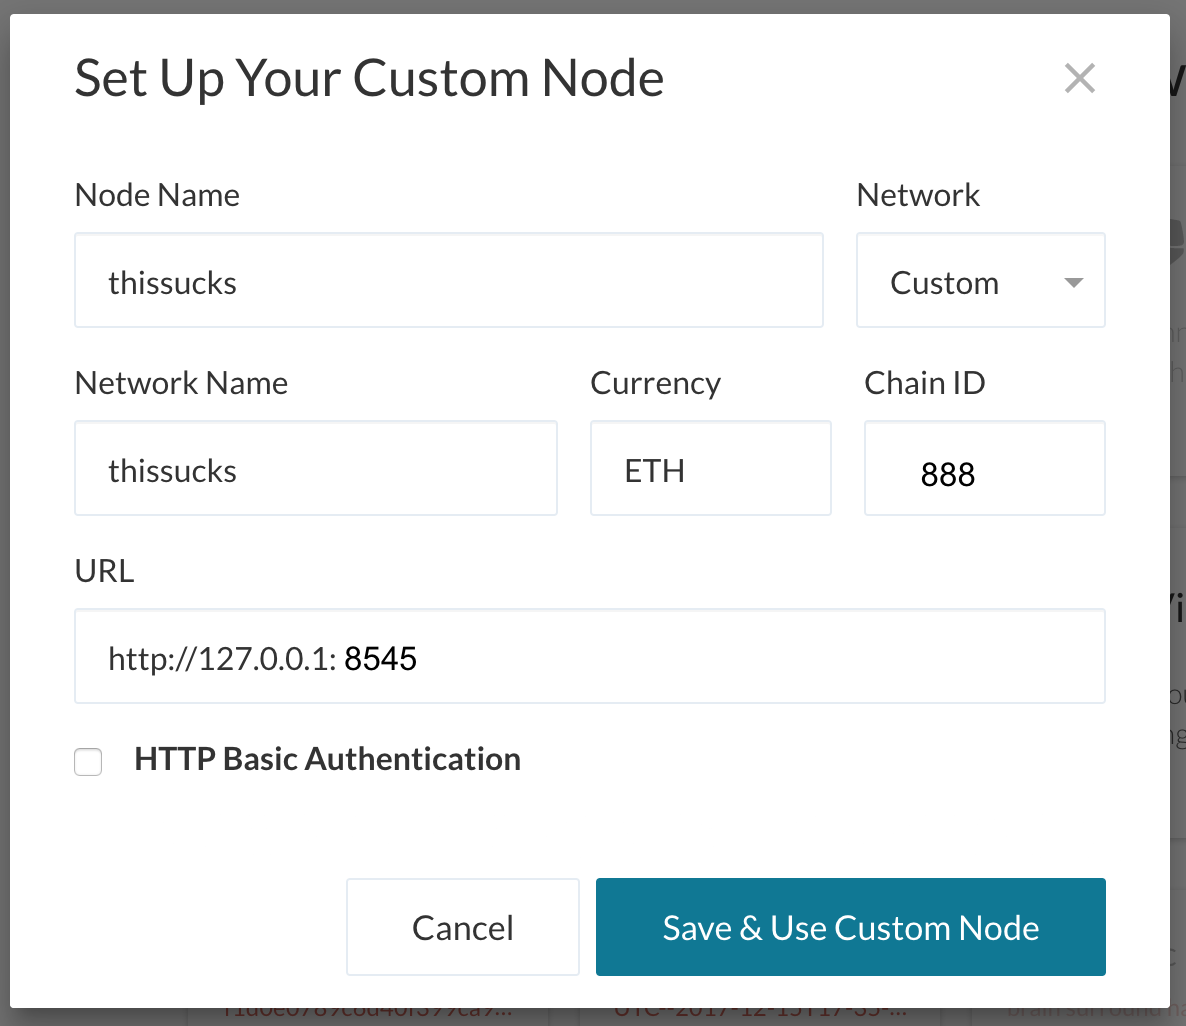 Set Up Your Custom Node
Node Name
Network
thissucks
Custom
Network Name
Currency
Chain ID
thissucks
ETH
888
URL
http://127.0.0.1: 8545
HTTP Basic Authentication
Cancel
Save & Use Custom Node